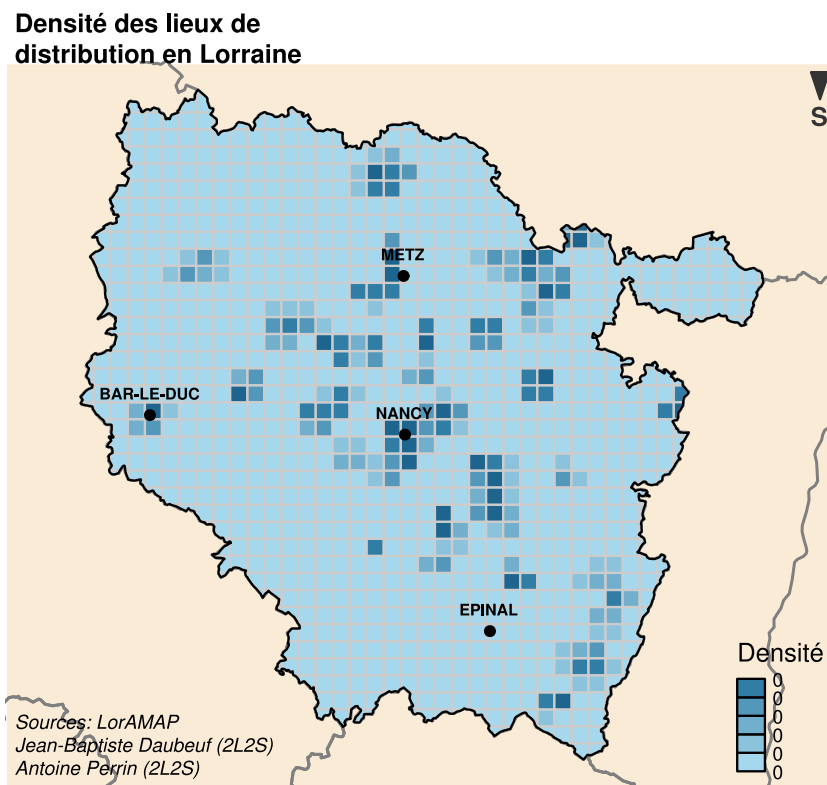 Densité des lieux de
distribution en Lorraine
S
METZ
BAR-LE-DUC
NANCY
EPINAL
Densité
0
0
0
0
0
0
Sources: LorAMAP
Jean-Baptiste Daubeuf (2L2S)
Antoine Perrin (2L2S)